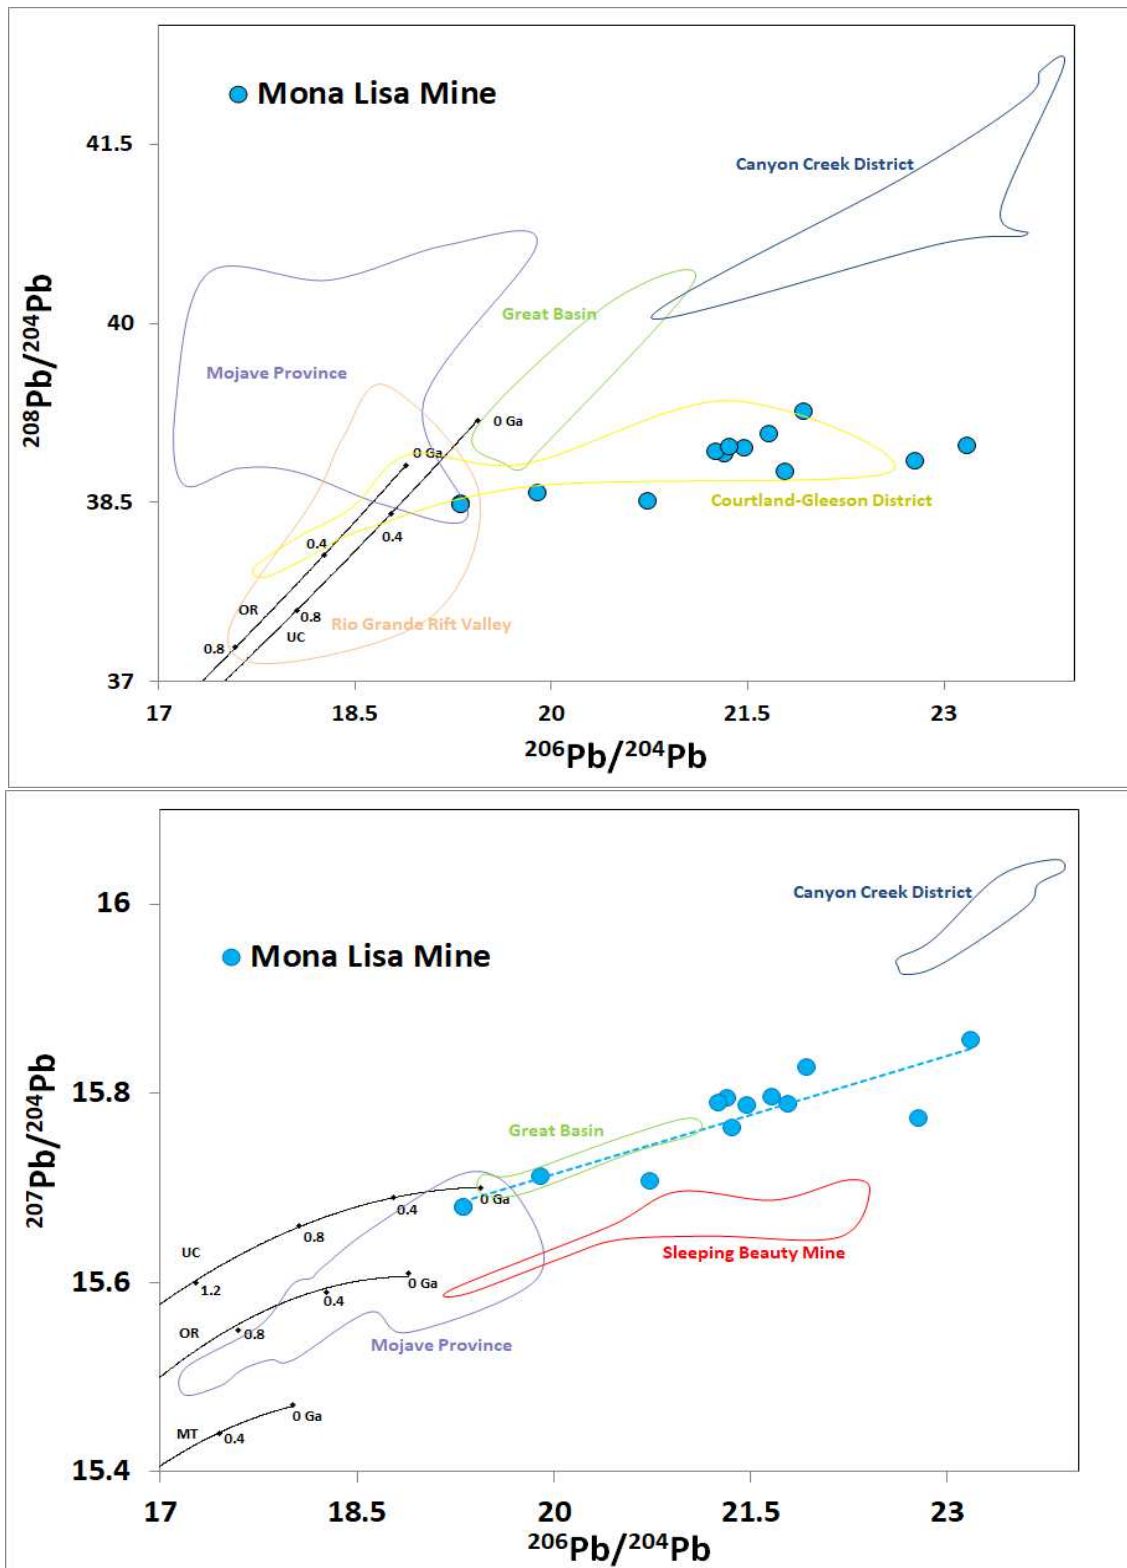 Mona Lisa Mine
41.5
Canyon Creek District
40
Great Basin
Mojave Province
0 Ga
0 Ga
38.5
Courtland-Gleeson District
0.4
0.4
OR
0.8
Rio Grande Rift Valley
UC
0.8
37
17
18.5
20
21.5
23
²⁰⁸Pb/²⁰⁴Pb
²⁰⁶Pb/²⁰⁴Pb
Canyon Creek District
16
Mona Lisa Mine
15.8
Great Basin
0 Ga
0.4
0.8
UC
1.2
Sleeping Beauty Mine
15.6
0 Ga
0.4
OR
0.8
Mojave Province
MT
0 Ga
0.4
15.4
17
18.5
20
21.5
23
²⁰⁷Pb/²⁰⁴Pb
²⁰⁶Pb/²⁰⁴Pb